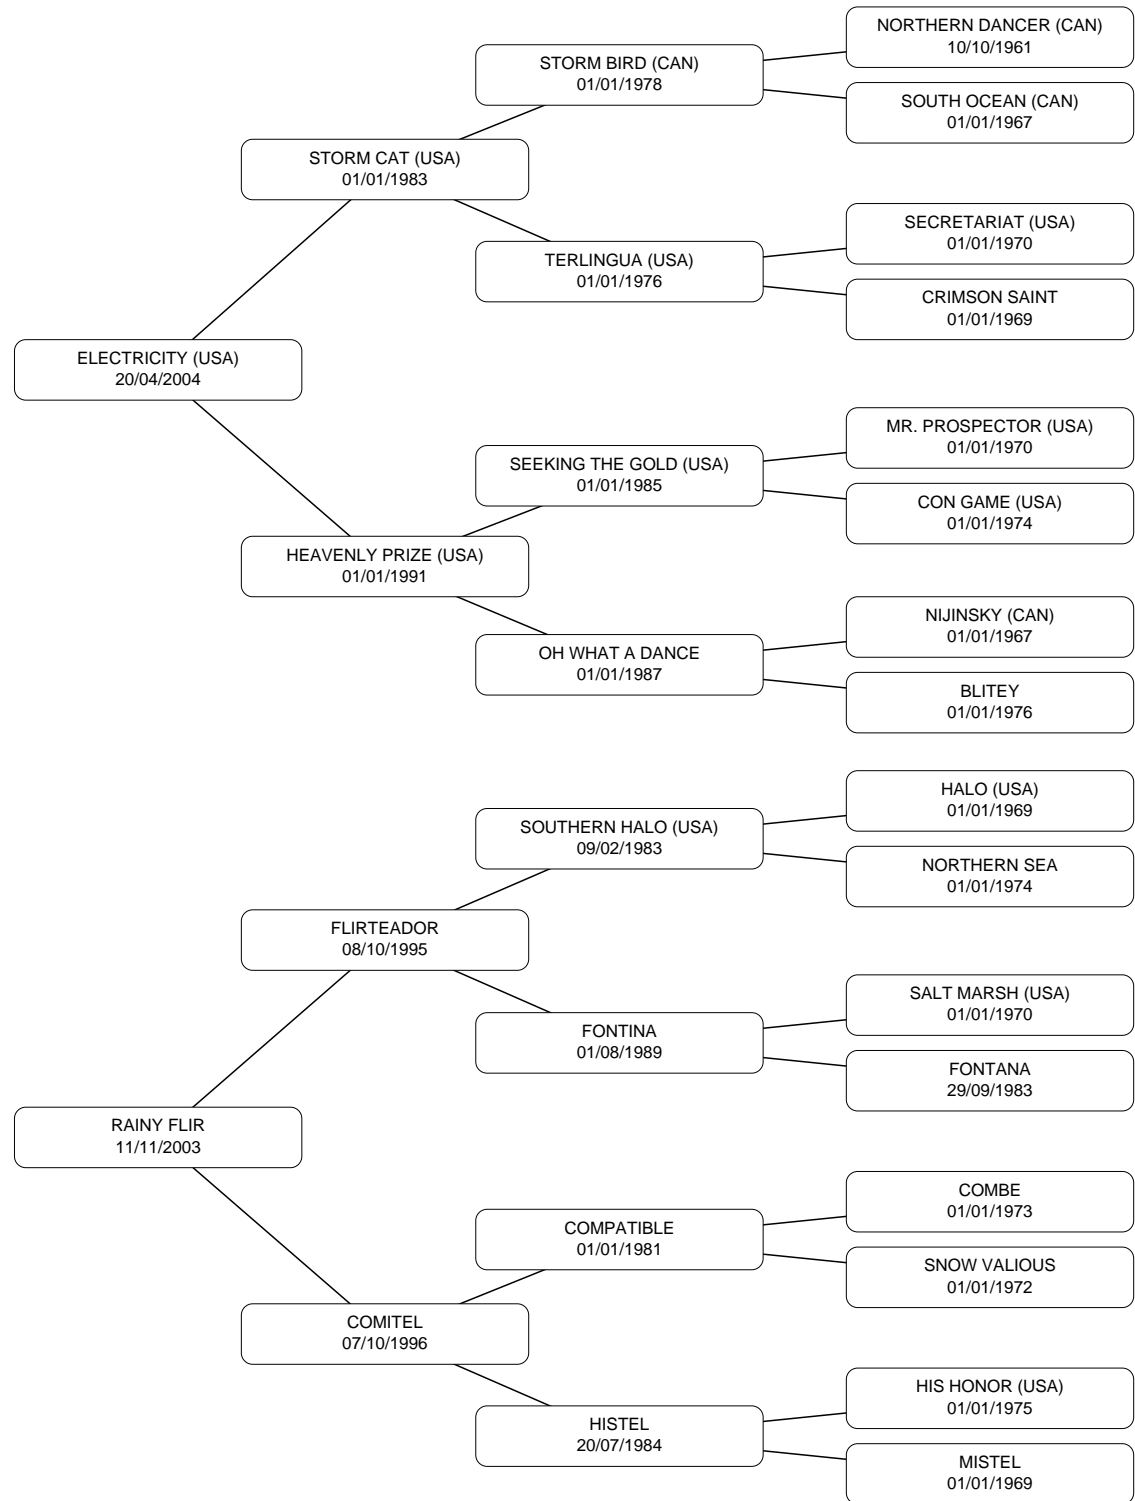 NORTHERN DANCER (CAN)
10/10/1961
STORM BIRD (CAN)
01/01/1978
SOUTH OCEAN (CAN)
01/01/1967
STORM CAT (USA)
01/01/1983
SECRETARIAT (USA)
01/01/1970
TERLINGUA (USA)
01/01/1976
CRIMSON SAINT
01/01/1969
ELECTRICITY (USA)
20/04/2004
MR. PROSPECTOR (USA)
01/01/1970
SEEKING THE GOLD (USA)
01/01/1985
CON GAME (USA)
01/01/1974
HEAVENLY PRIZE (USA)
01/01/1991
NIJINSKY (CAN)
01/01/1967
OH WHAT A DANCE
01/01/1987
BLITEY
01/01/1976
HALO (USA)
01/01/1969
SOUTHERN HALO (USA)
09/02/1983
NORTHERN SEA
01/01/1974
FLIRTEADOR
08/10/1995
SALT MARSH (USA)
01/01/1970
FONTINA
01/08/1989
FONTANA
29/09/1983
RAINY FLIR
11/11/2003
COMBE
01/01/1973
COMPATIBLE
01/01/1981
SNOW VALIOUS
01/01/1972
COMITEL
07/10/1996
HIS HONOR (USA)
01/01/1975
HISTEL
20/07/1984
MISTEL
01/01/1969